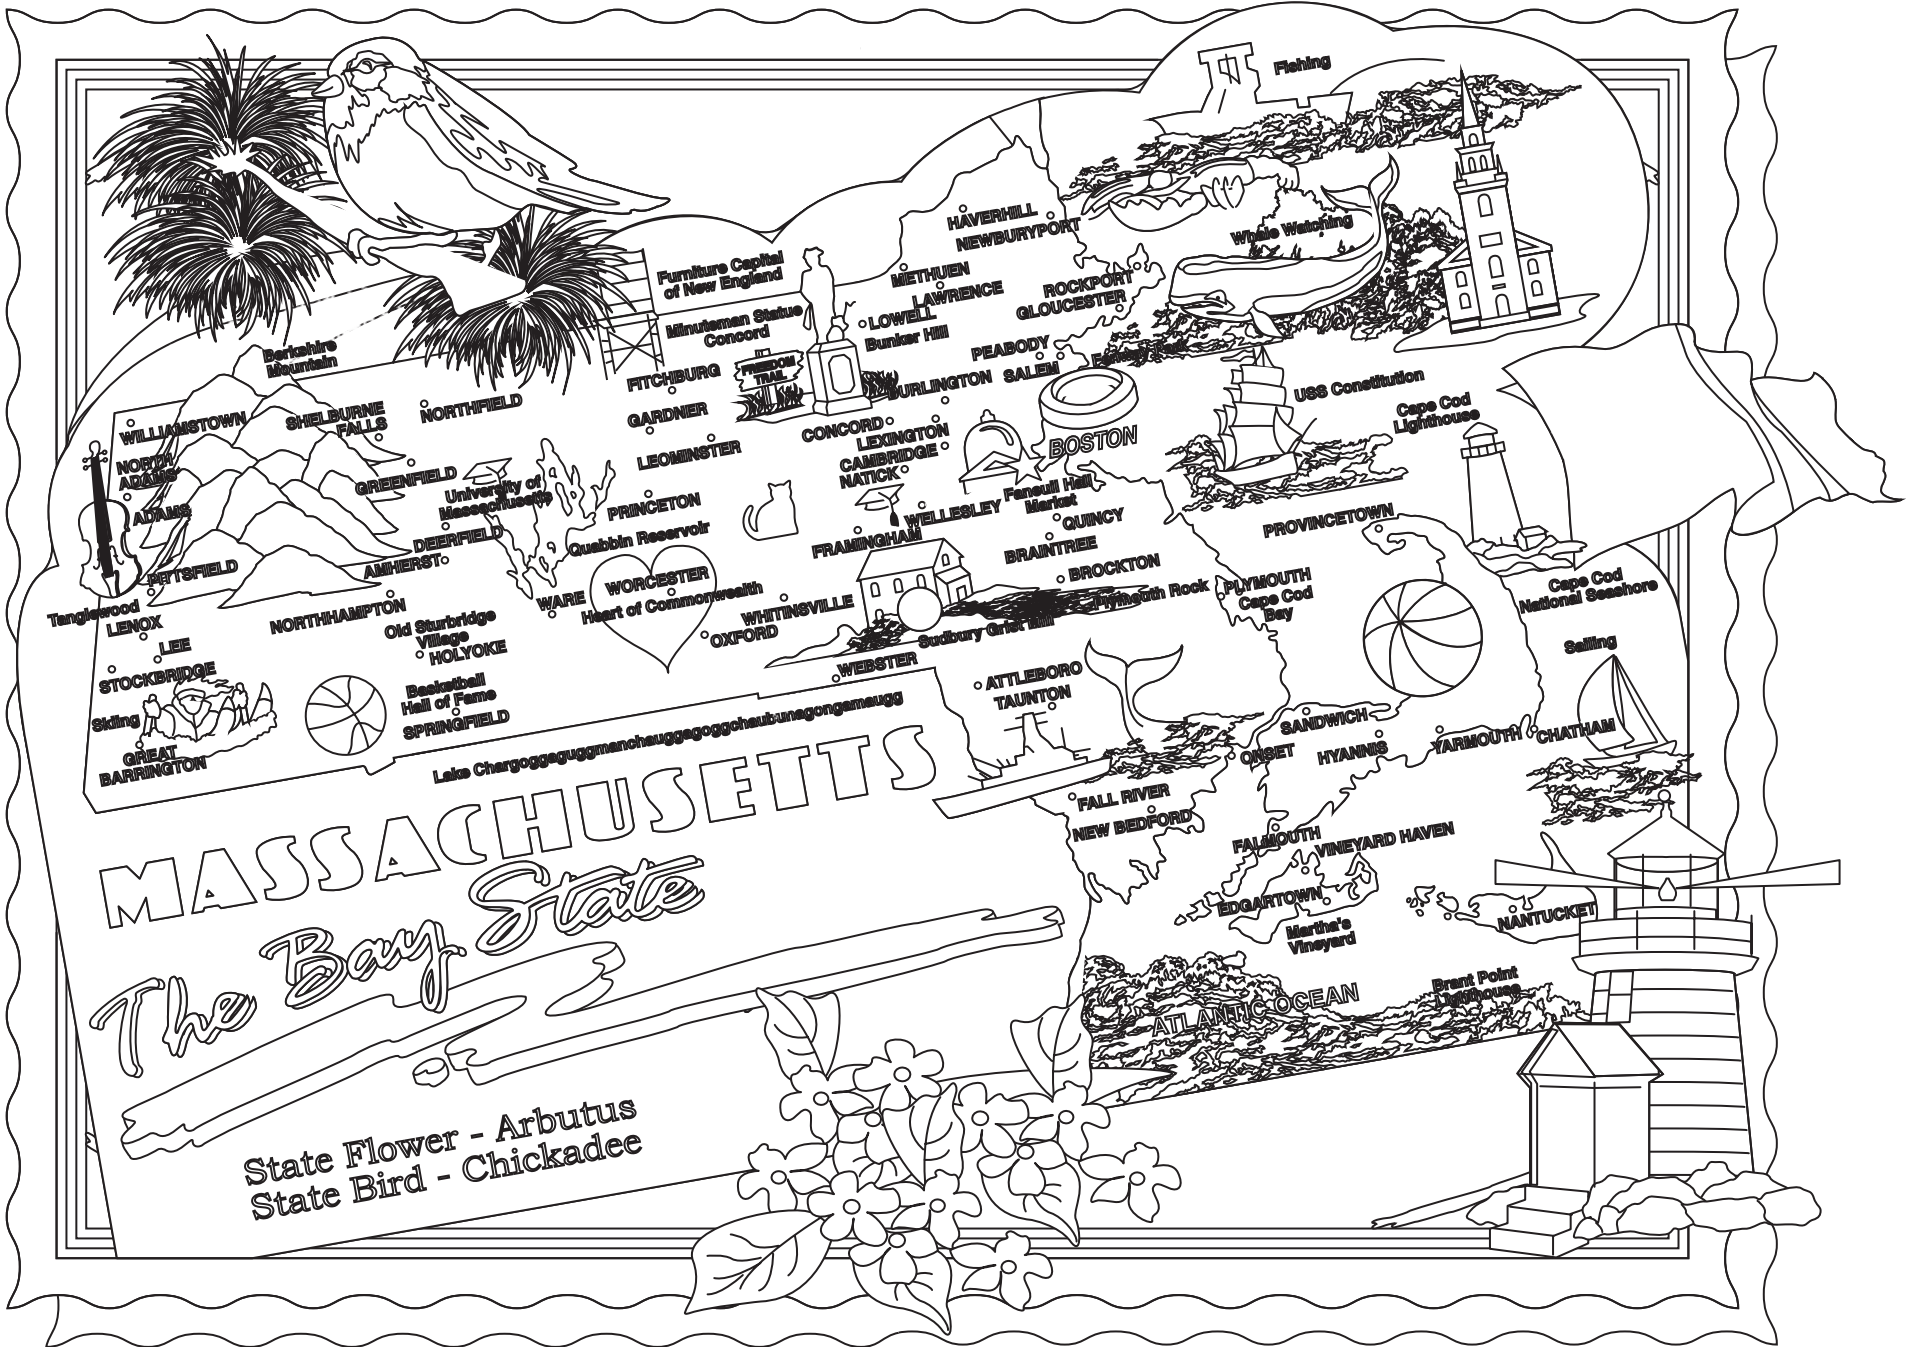 Fishing
HAVERHILL
NEWBURYPORT
Whale Watching
Furniture Capital
of New England
METHUEN
LAWRENCE
ROCKPORT
GLOUCESTER
Minuteman Statue
Concord
LOWELL
Bunker Hill
Berkshire
Mountain
PEABODY
Fenway Park
FREEDOM
TRAIL
FITCHBURG
BURLINGTON
SALEM
USS Constitution
WILLIAMSTOWN
SHELBURNE
FALLS
NORTHFIELD
GARDNER
Cape Cod
Lighthouse
CONCORD
LEXINGTON
BOSTON
NORTH
ADAMS
LEOMINSTER
CAMBRIDGE
NATICK
GREENFIELD
University of
Massachusetts
PRINCETON
WELLESLEY
Faneuil Hall
Market
ADAMS
QUINCY
PROVINCETOWN
DEERFIELD
Quabbin Reservoir
FRAMINGHAM
BRAINTREE
PITTSFIELD
AMHERST
WORCESTER
Heart of Commonwealth
BROCKTON
Plymouth Rock
PLYMOUTH
Cape Cod
Bay
Cape Cod
National Seashore
Tanglewood
LENOX
NORTHHAMPTON
WARE
WHITINSVILLE
OXFORD
Sudbury Grist Mill
Old Sturbridge
Village
HOLYOKE
LEE
STOCKBRIDGE
WEBSTER
ATTLEBORO
TAUNTON
Sailing
Basketball
Hall of Fame
SPRINGFIELD
Skiing
GREAT
BARRINGTON
Lake Chargoggaguggmanchauggagoggchaubunagongamaugg
SANDWICH
ONSET
HYANNIS
YARMOUTH
CHATHAM
MASSACHUSETTS
FALL RIVER
NEW BEDFORD
FALMOUTH
VINEYARD HAVEN
The Bay State
EDGARTOWN
Martha's
Vineyard
NANTUCKET
Brant Point
Lighthouse
ATLANTIC OCEAN
State Flower - Arbutus
State Bird - Chickadee